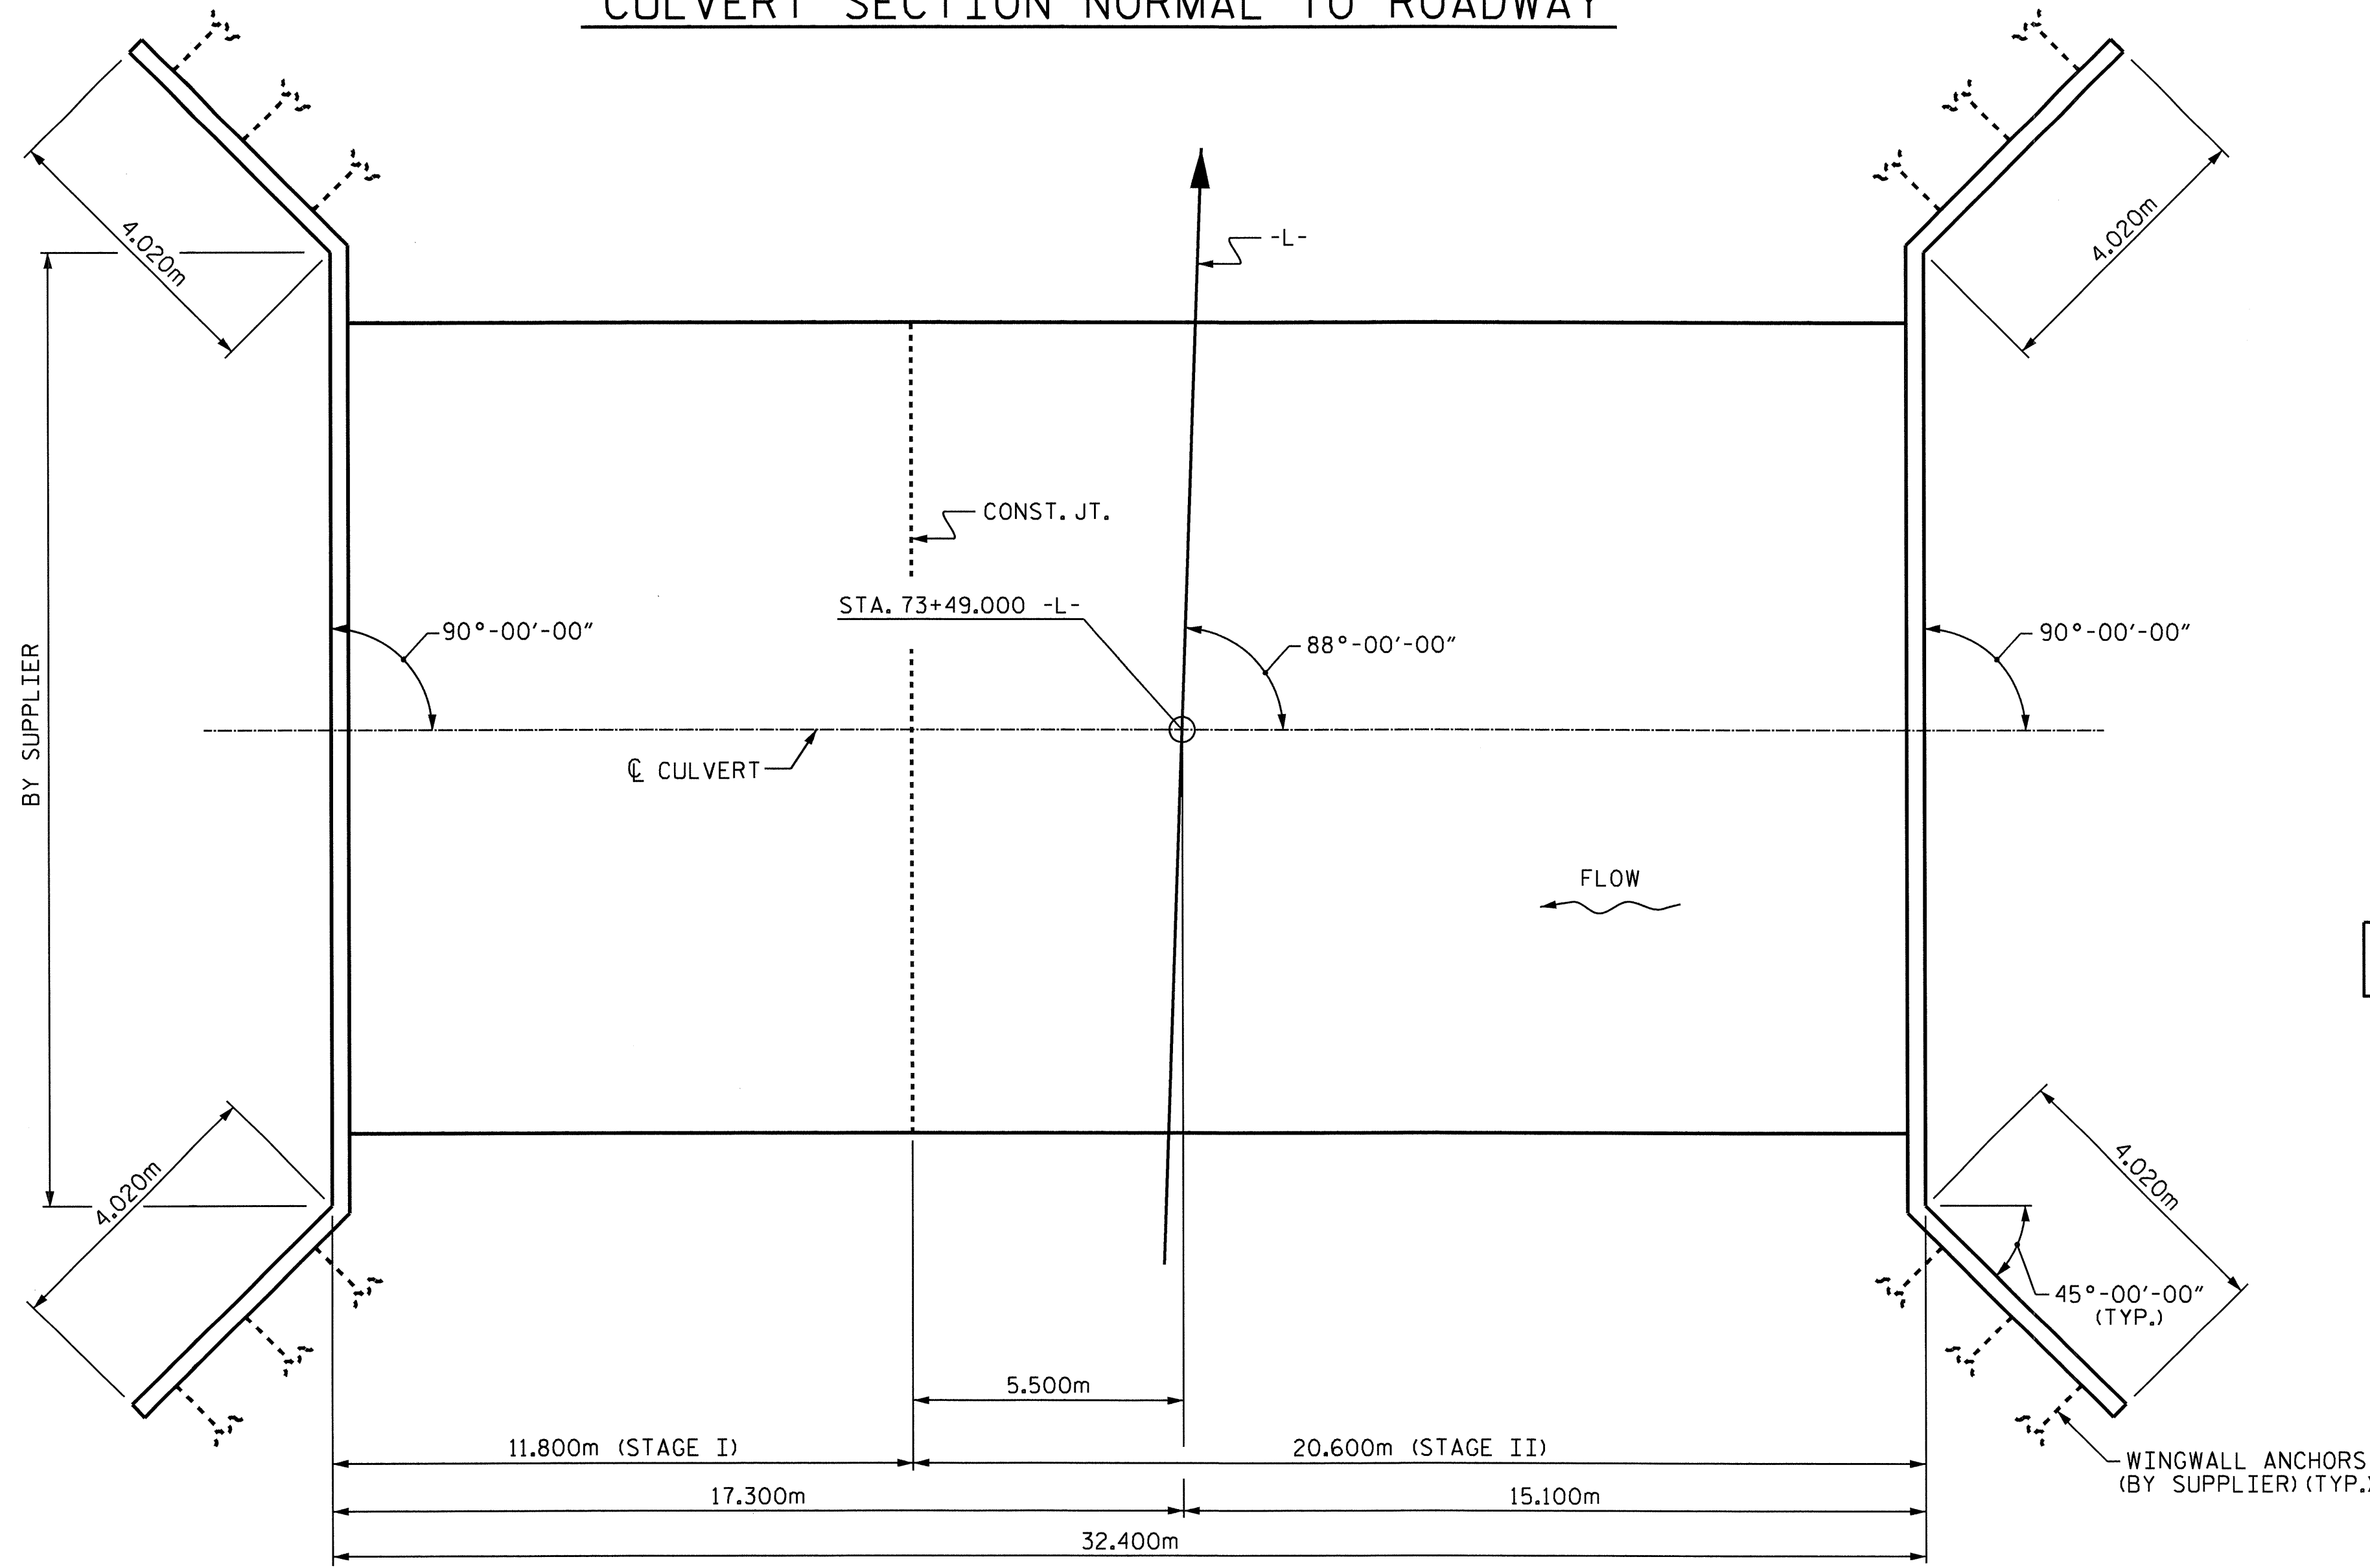 CULVERT SECTION NORMAL TO ROADWAY
4.020m
4.020m
-L-
CONST. JT.
STA. 73+49.000 -L-
90°-00'-00"
88°-00'-00"
90°-00'-00"
BY SUPPLIER
℄ CULVERT
FLOW
4.020m
4.020m
45°-00'-00"
(TYP.)
5.500m
11.800m (STAGE I)
20.600m (STAGE II)
WINGWALL ANCHORS
(BY SUPPLIER) (TYP.)
17.300m
15.100m
32.400m